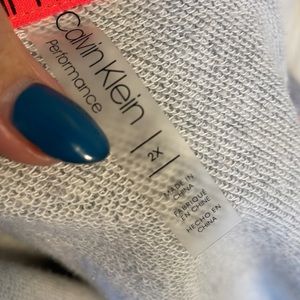 Calvin Klein
Performance
2X
MADE IN
CHINA
FABRIQUÉ
EN CHINE
HECHO EN
CHINA